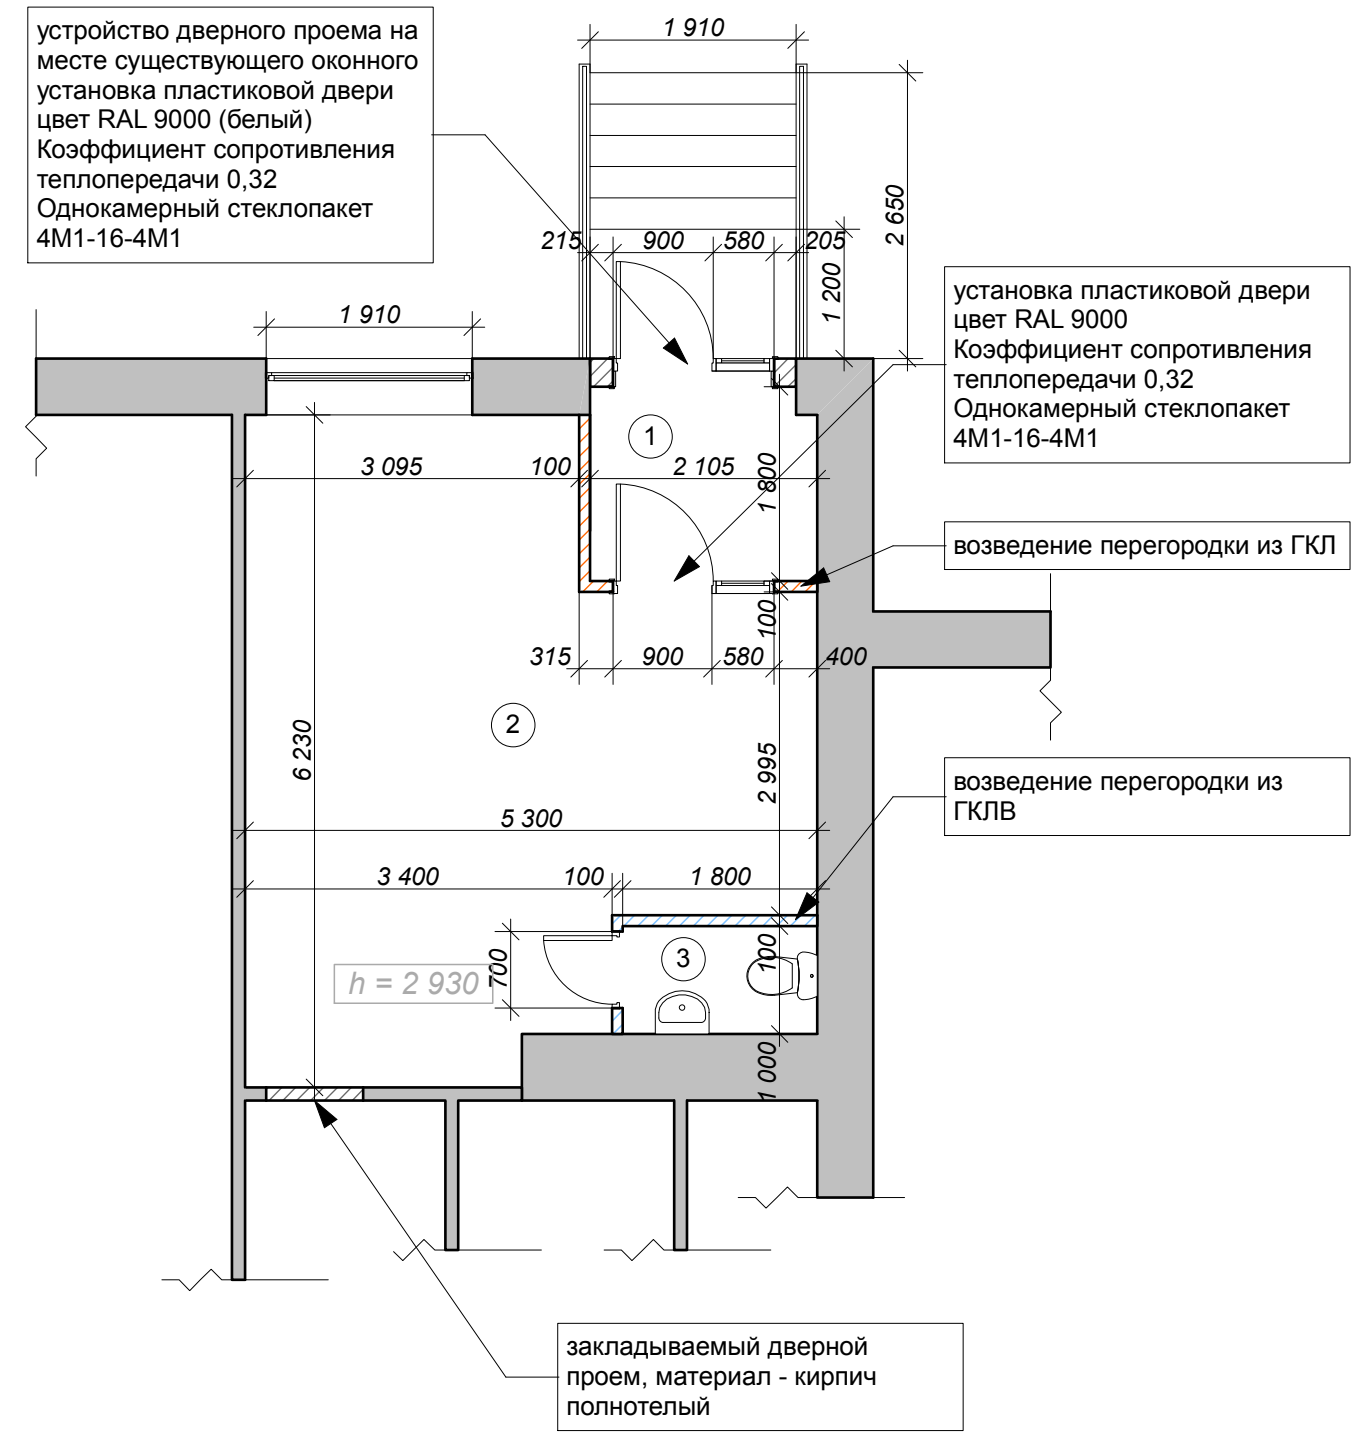 устройство дверного проема на
месте существующего оконного
установка пластиковой двери
цвет RAL 9000 (белый)
Коэффициент сопротивления
теплопередачи 0,32
Однокамерный стеклопакет
4М1-16-4М1
1 910
2 650
215
900
580
205
1 200
установка пластиковой двери
цвет RAL 9000
Коэффициент сопротивления
теплопередачи 0,32
Однокамерный стеклопакет
4М1-16-4М1
1 910
1
3 095
100
2 105
1 800
возведение перегородки из ГКЛ
100
315
900
580
400
2
6 230
2 995
возведение перегородки из
ГКЛВ
5 300
3 400
100
1 800
700
3
100
h = 2 930
1 000
закладываемый дверной
проем, материал - кирпич
полнотелый